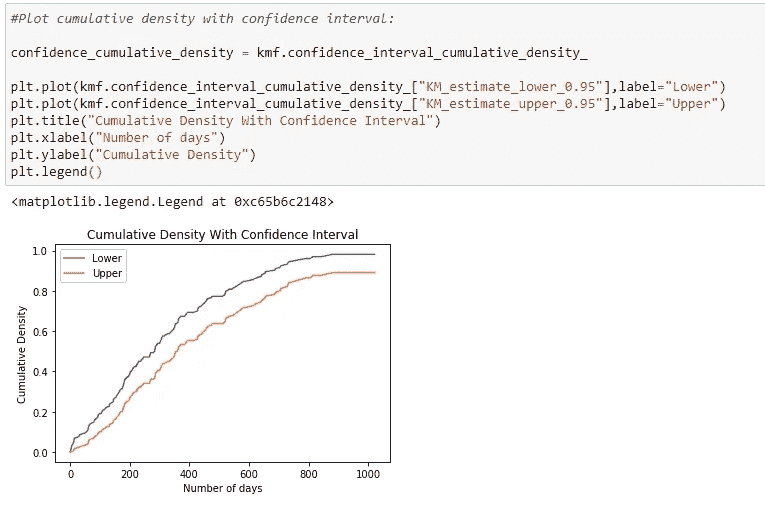 #Plot cumulative density with confidence interval:
confidence_cumulative_density = kmf.confidence_interval_cumulative_density_
plt.plot(kmf.confidence_interval_cumulative_density_["KM_estimate_lower_0.95"],label="Lower")
plt.plot(kmf.confidence_interval_cumulative_density_["KM_estimate_upper_0.95"],label="Upper")
plt.title("Cumulative Density With Confidence Interval")
plt.xlabel("Number of days")
plt.ylabel("Cumulative Density")
plt.legend()
<matplotlib.legend.Legend at 0xc65b6c2148>
Cumulative Density With Confidence Interval
Lower
Upper
Cumulative Density
1.0
0.8
0.6
0.4
0.2
0.0
0 200 400 600 800 1000
Number of days